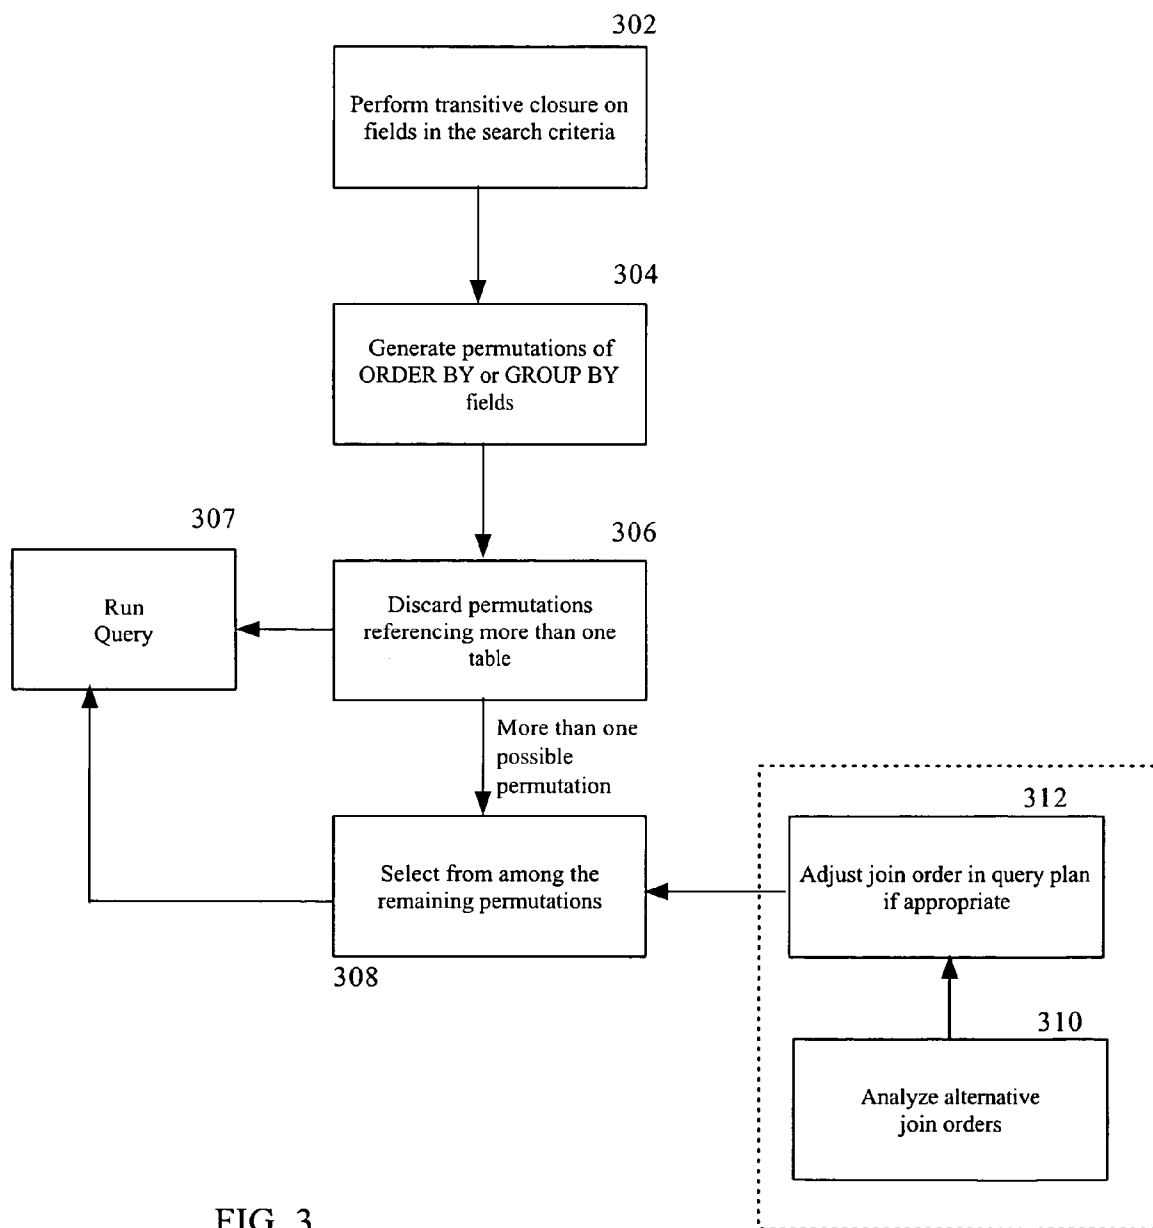 302
Perform transitive closure on
fields in the search criteria
304
Generate permutations of
ORDER BY or GROUP BY
fields
307
Run
Query
306
Discard permutations
referencing more than one
table
More than one
possible
permutation
312
Adjust join order in query plan
if appropriate
Select from among the
remaining permutations
308
310
Analyze alternative
join orders
FIG. 3